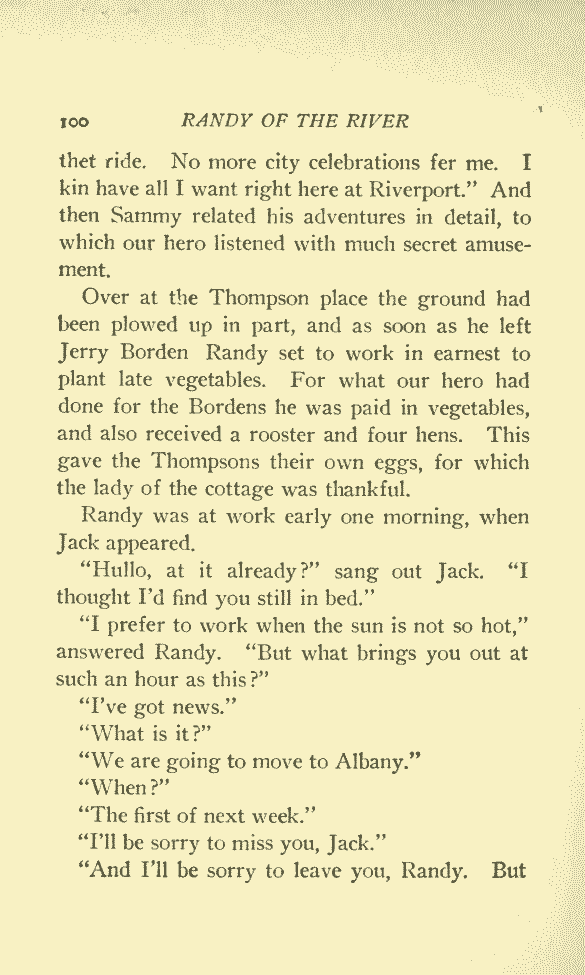 100 RANDY OF THE RIVER
thet ride. No more city celebrations fer me. I
kin have all I want right here at Riverport.” And
then Sammy related his adventures in detail, to
which our hero listened with much secret amuse-
ment.
Over at the Thompson place the ground had
been plowed up in part, and as soon as he left
Jerry Borden Randy set to work in earnest to
plant late vegetables. For what our hero had
done for the Bordens he was paid in vegetables,
and also received a rooster and four hens. This
gave the Thompsons their own eggs, for which
the lady of the cottage was thankful.
Randy was at work early one morning, when
Jack appeared.
“Hullo, at it already?” sang out Jack. “I
thought I’d find you still in bed.”
“I prefer to work when the sun is not so hot,”
answered Randy. “But what brings you out at
such an hour as this?”
“I’ve got news.”
“What is it?”
“We are going to move to Albany.”
“When?”
“The first of next week.”
“I’ll be sorry to miss you, Jack.”
“And I’ll be sorry to leave you, Randy. But